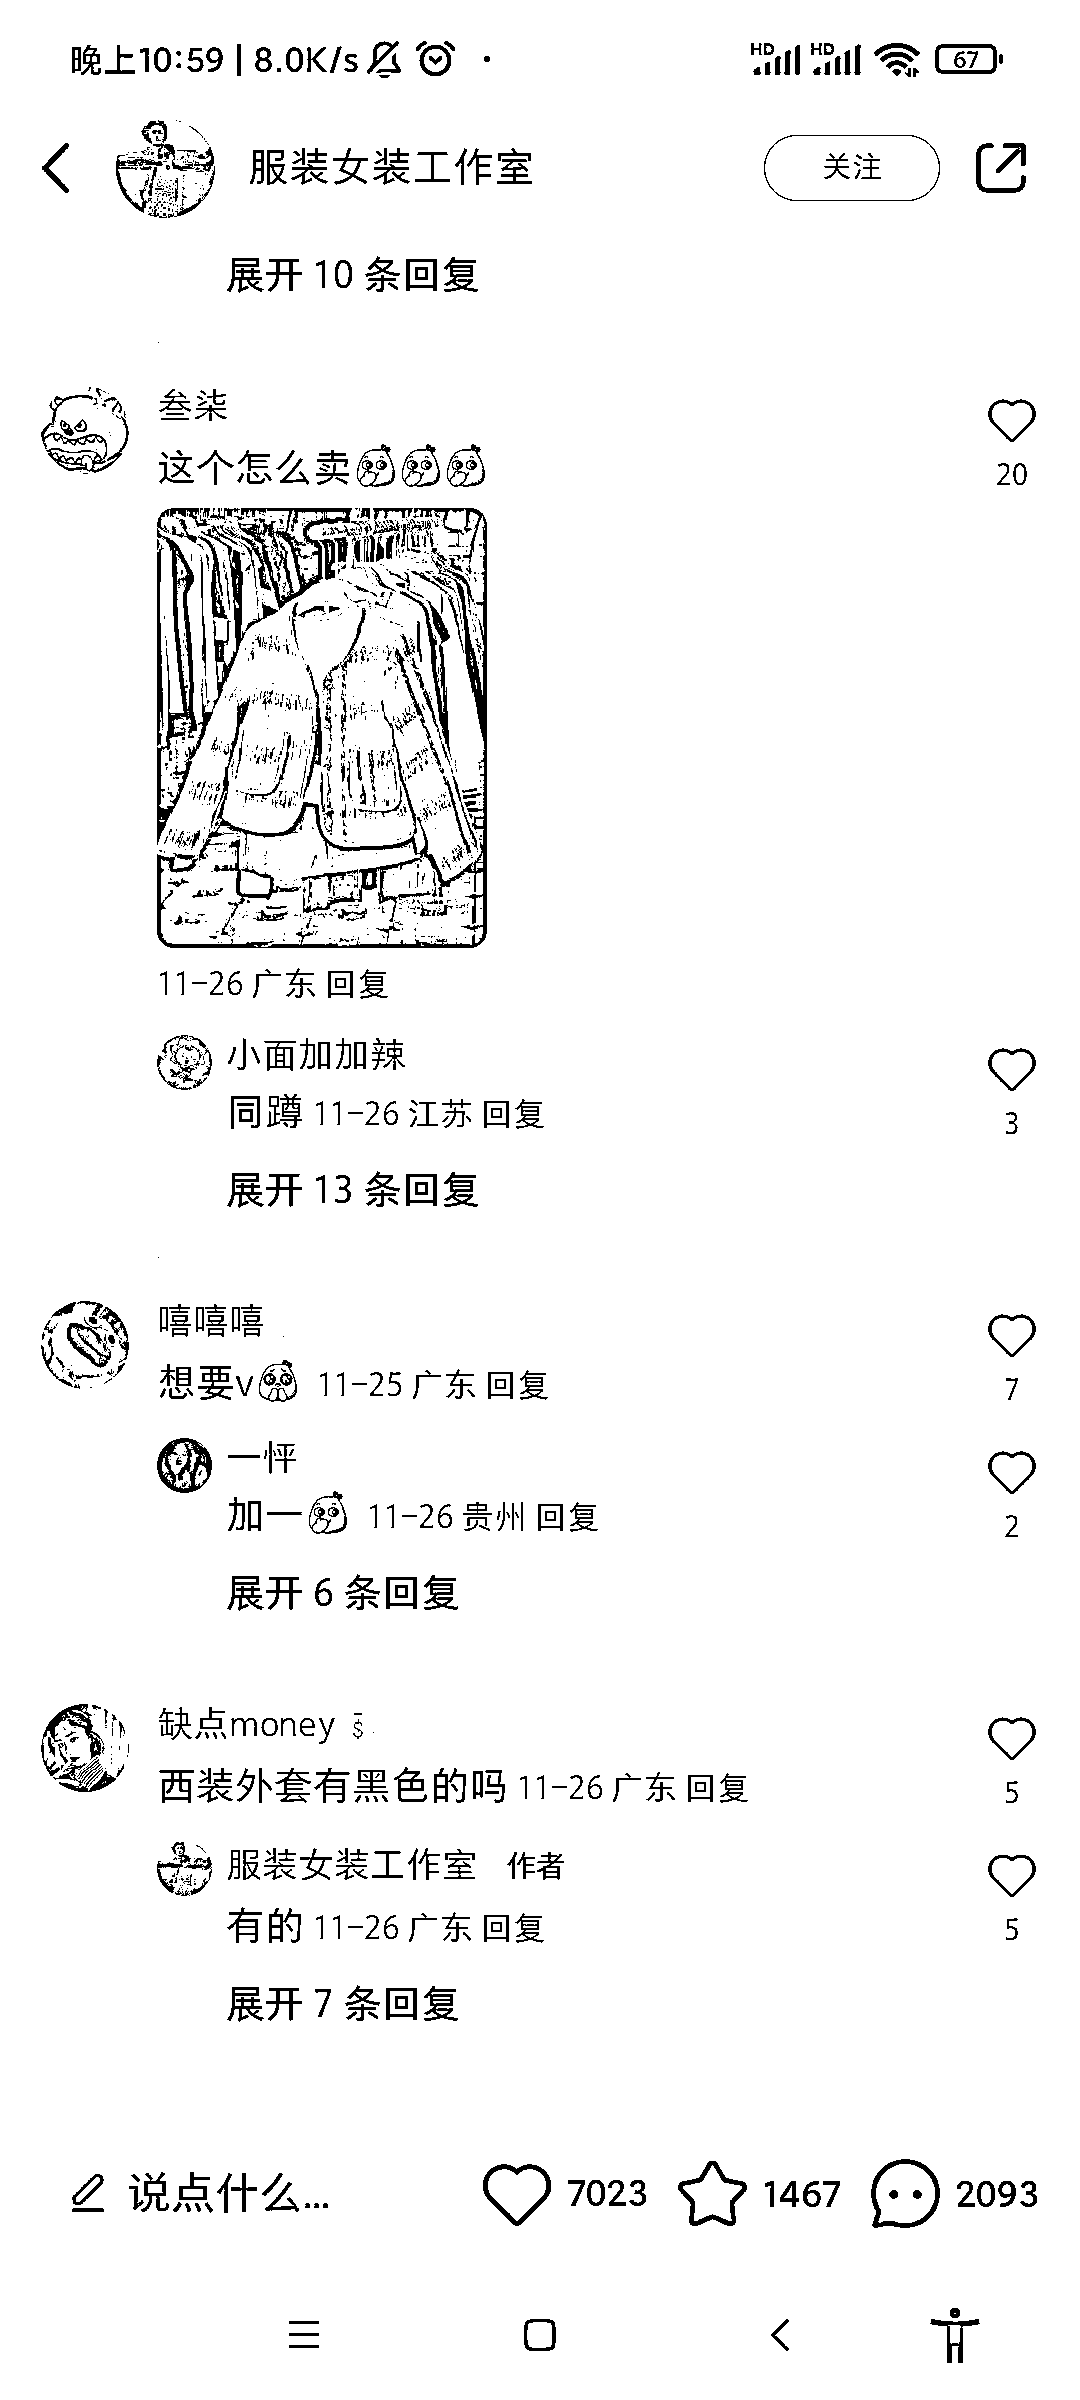 晚上10:59 | 8.0K/s
HD HD 67
服装女装工作室 关注
展开 10 条回复
叁柒
这个怎么卖
20
11-26 广东 回复
小面加加辣
同蹲 11-26 江苏 回复
3
展开 13 条回复
嘻嘻嘻
想要v 11-25 广东 回复
7
一怦
加一 11-26 贵州 回复
2
展开 6 条回复
缺点money
西装外套有黑色的吗 11-26 广东 回复
5
服装女装工作室 作者
有的 11-26 广东 回复
5
展开 7 条回复
说点什么... 7023 1467 2093